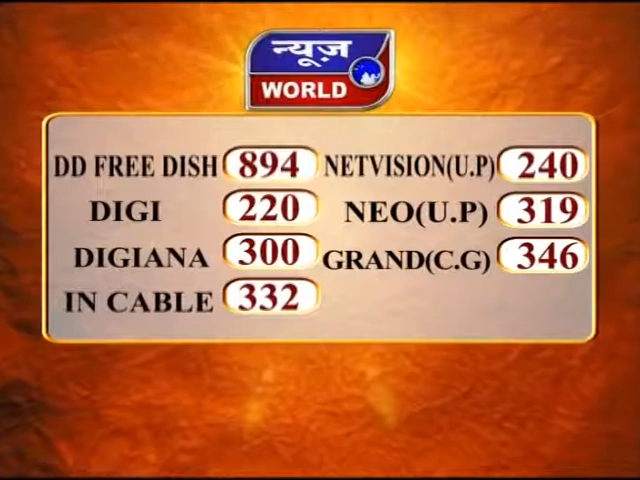 न्यूज़
WORLD
DD FREE DISH 894 NETVISION(U.P) 240
DIGI 220 NEO(U.P) 319
DIGIANA 300 GRAND(C.G) 346
IN CABLE 332